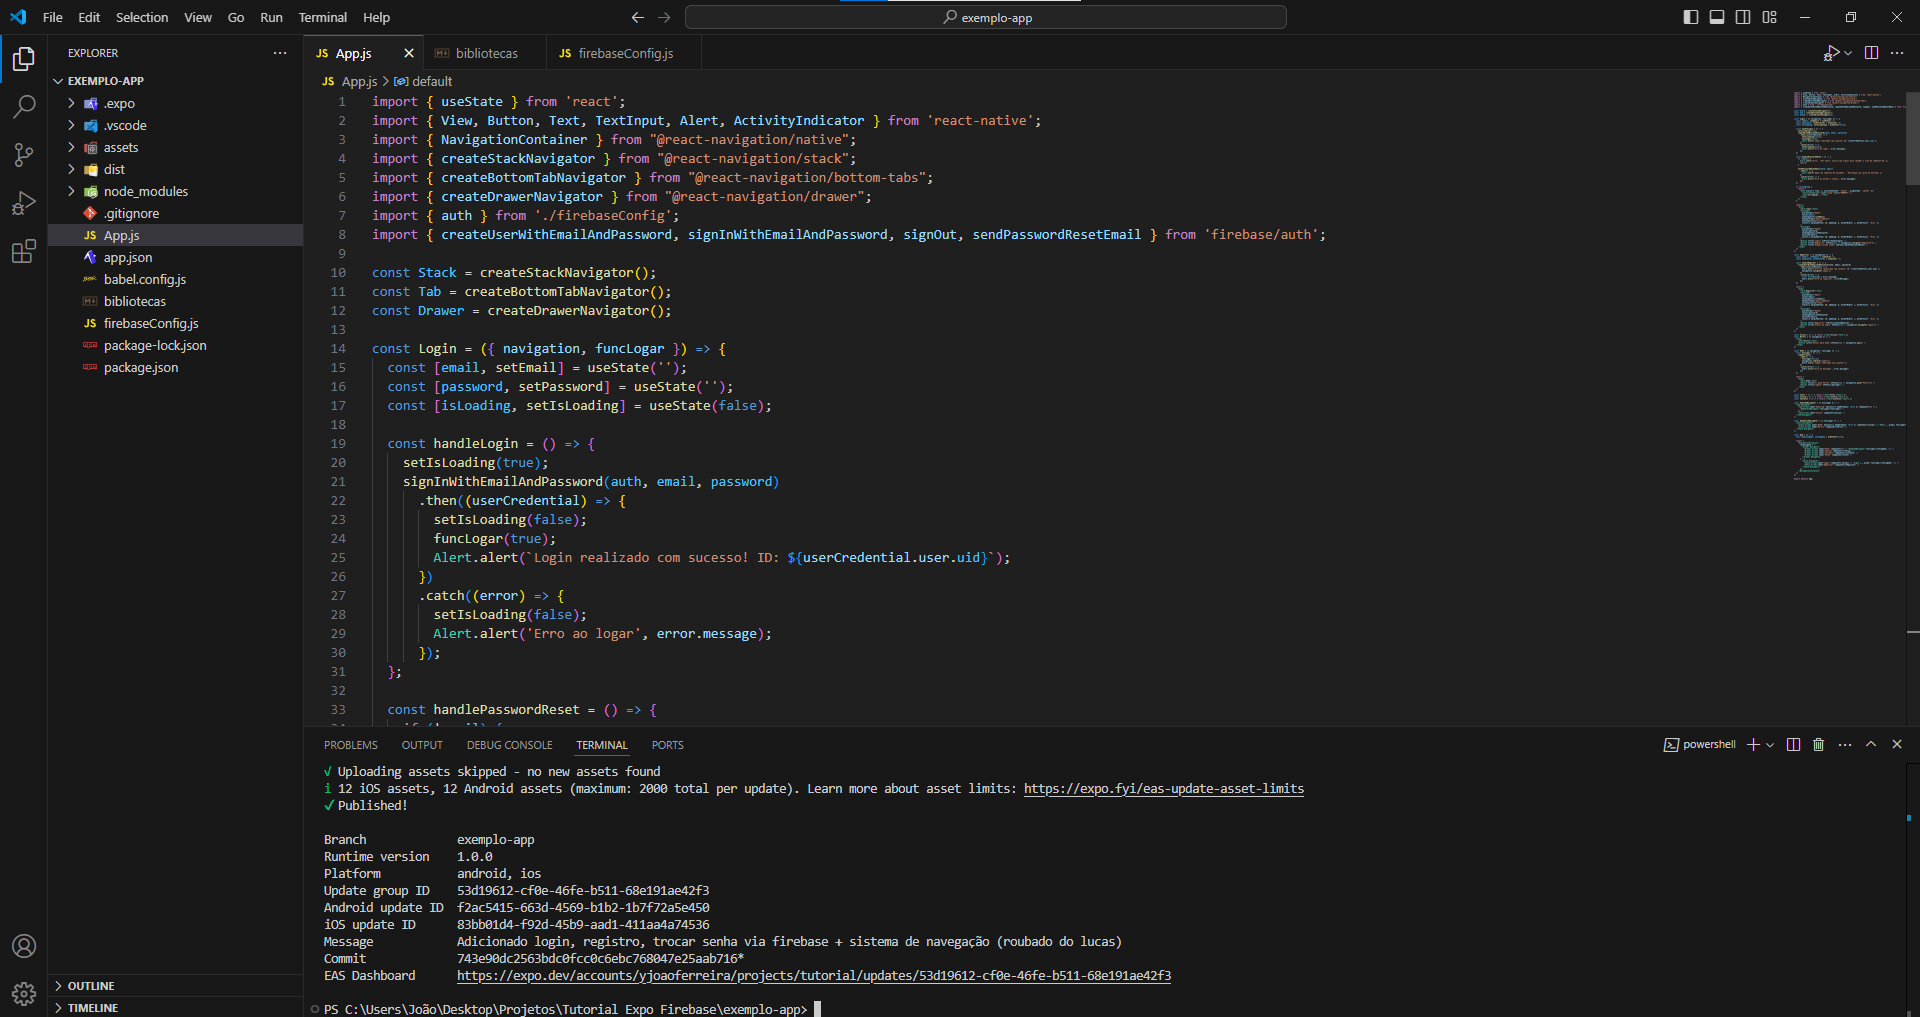 File Edit Selection View Go Run Terminal Help
exemplo-app
EXPLORER
EXEMPLO-APP
.expo
.vscode
assets
dist
node_modules
.gitignore
JS App.js
app.json
babel.config.js
bibliotecas
JS firebaseConfig.js
package-lock.json
package.json
OUTLINE
TIMELINE
JS App.js bibliotecas JS firebaseConfig.js
JS App.js > default
1 import { useState } from 'react';
2 import { View, Button, Text, TextInput, Alert, ActivityIndicator } from 'react-native';
3 import { NavigationContainer } from "@react-navigation/native";
4 import { createStackNavigator } from "@react-navigation/stack";
5 import { createBottomTabNavigator } from "@react-navigation/bottom-tabs";
6 import { createDrawerNavigator } from "@react-navigation/drawer";
7 import { auth } from './firebaseConfig';
8 import { createUserWithEmailAndPassword, signInWithEmailAndPassword, signOut, sendPasswordResetEmail } from 'firebase/auth';
9
10 const Stack = createStackNavigator();
11 const Tab = createBottomTabNavigator();
12 const Drawer = createDrawerNavigator();
13
14 const Login = ({ navigation, funcLogar }) => {
15 const [email, setEmail] = useState('');
16 const [password, setPassword] = useState('');
17 const [isLoading, setIsLoading] = useState(false);
18
19 const handleLogin = () => {
20 setIsLoading(true);
21 signInWithEmailAndPassword(auth, email, password)
22 .then((userCredential) => {
23 setIsLoading(false);
24 funcLogar(true);
25 Alert.alert(`Login realizado com sucesso! ID: ${userCredential.user.uid}`);
26 })
27 .catch((error) => {
28 setIsLoading(false);
29 Alert.alert('Erro ao logar', error.message);
30 });
31 };
32
33 const handlePasswordReset = () => {
PROBLEMS OUTPUT DEBUG CONSOLE TERMINAL PORTS
powershell
√ Uploading assets skipped - no new assets found
i 12 iOS assets, 12 Android assets (maximum: 2000 total per update). Learn more about asset limits: https://expo.fyi/eas-update-asset-limits
✓ Published!
Branch exemplo-app
Runtime version 1.0.0
Platform android, ios
Update group ID 53d19612-cf0e-46fe-b511-68e191ae42f3
Android update ID f2ac5415-663d-4569-b1b2-1b7f72a5e450
iOS update ID 83bb01d4-f92d-45b9-aad1-411aa4a74536
Message Adicionado login, registro, trocar senha via firebase + sistema de navegação (roubado do lucas)
Commit 743e90dc2563bdc0fcc0c6ebc768047e25aab716*
EAS Dashboard https://expo.dev/accounts/yjoaoferreira/projects/tutorial/updates/53d19612-cf0e-46fe-b511-68e191ae42f3
PS C:\Users\João\Desktop\Projetos\Tutorial Expo Firebase\exemplo-app>